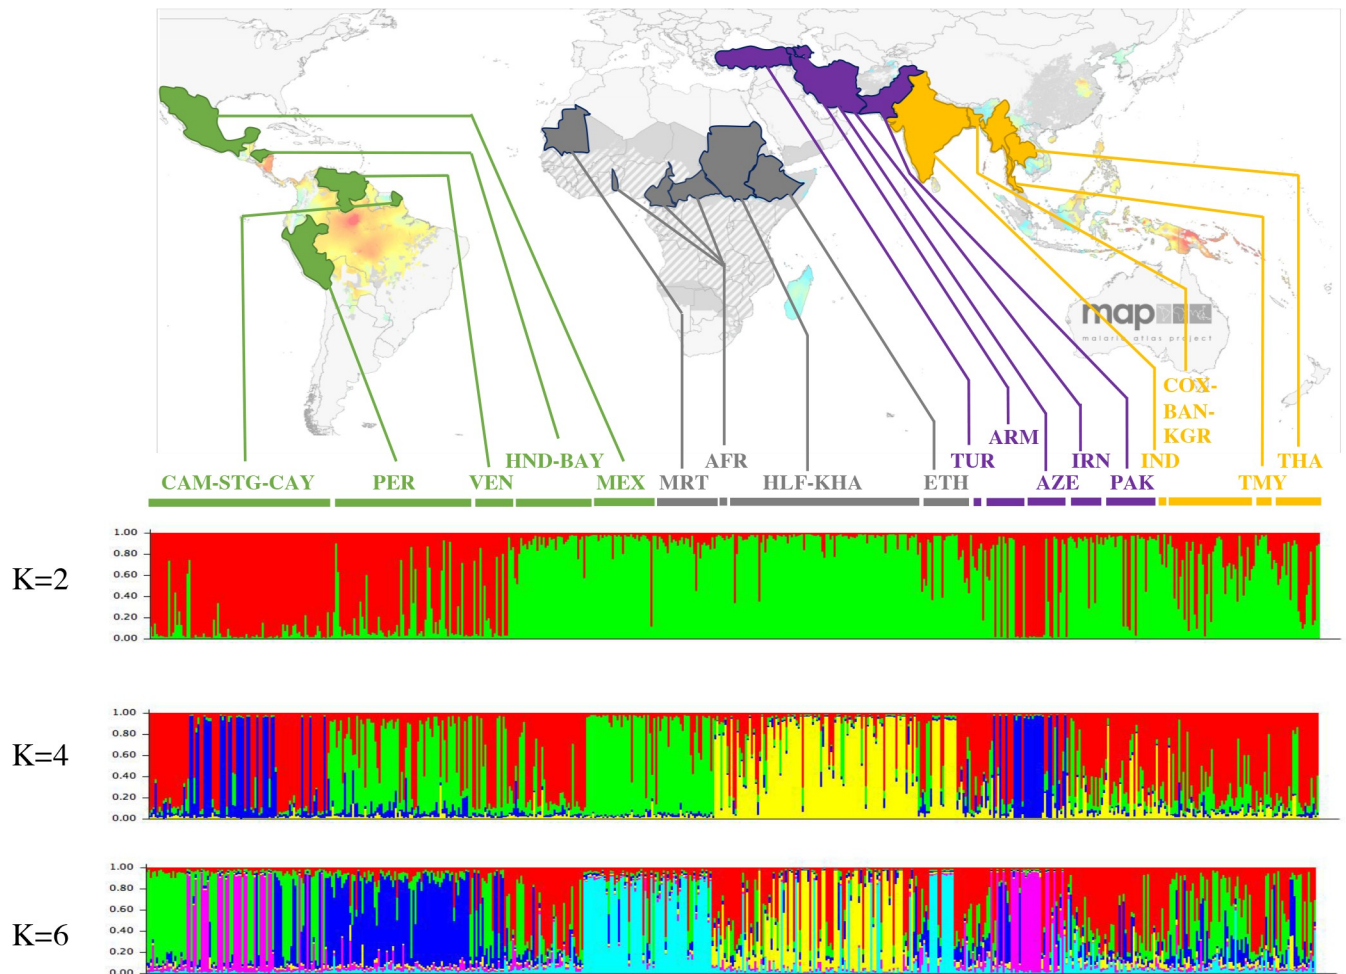 map
malaria atlas project
COX-
BAN-
KGR
HND-BAY
AFR
TUR
ARM
IRN
IND
THA
CAM-STG-CAY
PER
VEN
MEX
MRT
HLF-KHA
ETH
AZE
PAK
TMY
K=2
1.00
0.80
0.60
0.40
0.20
0.00
K=4
1.00
0.80
0.60
0.40
0.20
0.00
K=6
1.00
0.80
0.60
0.40
0.20
0.00